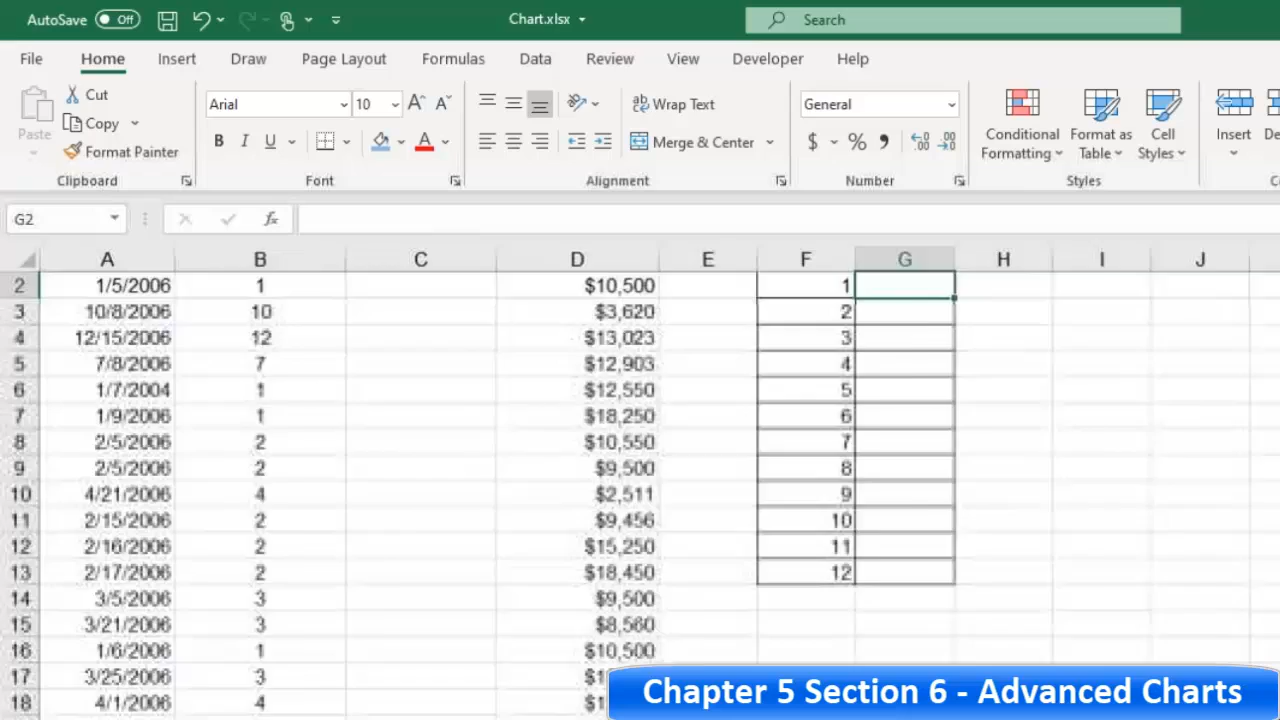 AutoSave Off Chart.xlsx Search
File Home Insert Draw Page Layout Formulas Data Review View Developer Help
Paste Cut Copy Format Painter Clipboard
Arial 10 A A B I U A Font
ab Wrap Text Merge & Center Alignment
General $ % , Number
Conditional Formatting Format as Table Cell Styles Styles
Insert
G2 fx
A B C D E F G H I J
2 1/5/2006 1 $10,500 1
3 10/8/2006 10 $3,620 2
4 12/15/2006 12 $13,023 3
5 7/8/2006 7 $12,903 4
6 1/7/2004 1 $12,550 5
7 1/9/2006 1 $18,250 6
8 2/5/2006 2 $10,550 7
9 2/5/2006 2 $9,500 8
10 4/21/2006 4 $2,511 9
11 2/15/2006 2 $9,456 10
12 2/16/2006 2 $15,250 11
13 2/17/2006 2 $18,450 12
14 3/5/2006 3 $9,500
15 3/21/2006 3 $8,560
16 1/6/2006 1 $10,500
17 3/25/2006 3
18 4/1/2006 4
Chapter 5 Section 6 - Advanced Charts